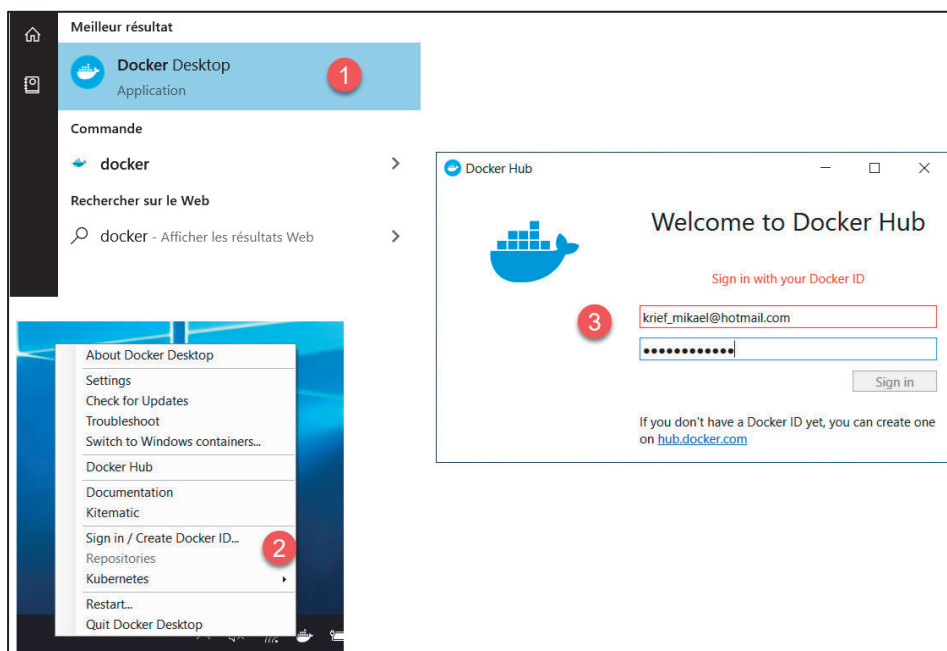 Meilleur résultat
Docker Desktop
Application
1
Commande
docker
Rechercher sur le Web
docker - Afficher les résultats Web
About Docker Desktop
Settings
Check for Updates
Troubleshoot
Switch to Windows containers...
Docker Hub
Documentation
Kitematic
Sign in / Create Docker ID...
2
Repositories
Kubernetes
Restart...
Quit Docker Desktop
Docker Hub
Welcome to Docker Hub
Sign in with your Docker ID
3
krief_mikael@hotmail.com
••••••••••••
Sign in
If you don't have a Docker ID yet, you can create one
on hub.docker.com